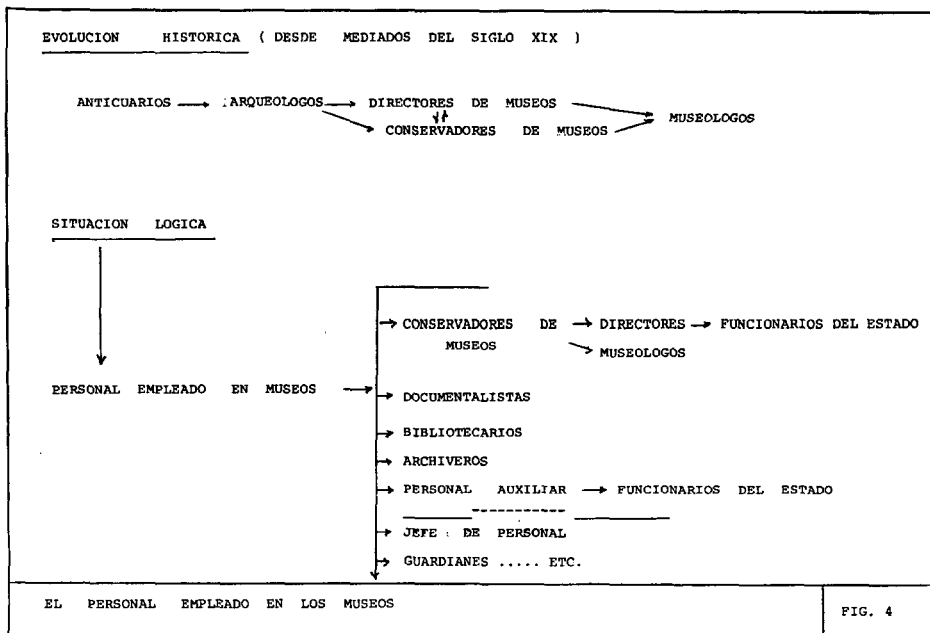 EVOLUCION HISTORICA ( DESDE MEDIADOS DEL SIGLO XIX )
ANTICUARIOS → ARQUEOLOGOS → DIRECTORES DE MUSEOS
CONSERVADORES DE MUSEOS
MUSEOLOGOS
SITUACION LOGICA
PERSONAL EMPLEADO EN MUSEOS →
→ CONSERVADORES DE MUSEOS → DIRECTORES → FUNCIONARIOS DEL ESTADO
→ MUSEOLOGOS
→ DOCUMENTALISTAS
→ BIBLIOTECARIOS
→ ARCHIVEROS
→ PERSONAL AUXILIAR → FUNCIONARIOS DEL ESTADO
→ JEFE DE PERSONAL
→ GUARDIANES ..... ETC.
EL PERSONAL EMPLEADO EN LOS MUSEOS
FIG. 4